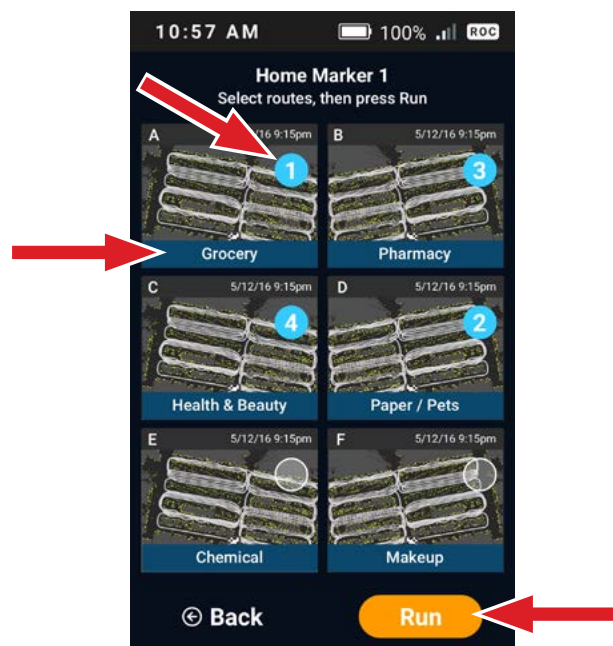 10:57 AM 100% ROC
Home Marker 1
Select routes, then press Run
A /16 9:15pm B 5/12/16 9:15pm
1 3
Grocery Pharmacy
C 5/12/16 9:15pm D 5/12/16 9:15pm
4 2
Health & Beauty Paper / Pets
E 5/12/16 9:15pm F 5/12/16 9:15pm
Chemical Makeup
Back Run